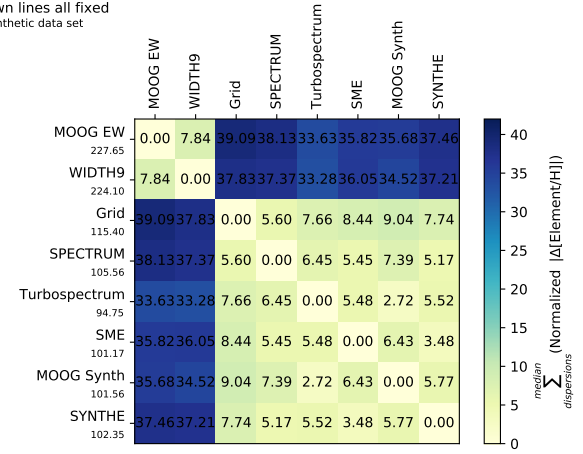 wn lines all fixed
nthetic data set
MOOG EW WIDTH9 Grid SPECTRUM Turbospectrum SME MOOG Synth SYNTHE
MOOG EW 0.00 7.84 39.09 38.13 33.63 35.82 35.68 37.46
227.65
WIDTH9 7.84 0.00 37.83 37.37 33.28 36.05 34.52 37.21
224.10
Grid 39.09 37.83 0.00 5.60 7.66 8.44 9.04 7.74
115.40
SPECTRUM 38.13 37.37 5.60 0.00 6.45 5.45 7.39 5.17
105.56
Turbospectrum 33.63 33.28 7.66 6.45 0.00 5.48 2.72 5.52
94.75
SME 35.82 36.05 8.44 5.45 5.48 0.00 6.43 3.48
101.17
MOOG Synth 35.68 34.52 9.04 7.39 2.72 6.43 0.00 5.77
101.56
SYNTHE 37.46 37.21 7.74 5.17 5.52 3.48 5.77 0.00
102.35
40
35
30
25
20
15
10
5
0
median ∑ dispersions (Normalized |Δ[Element/H]|)